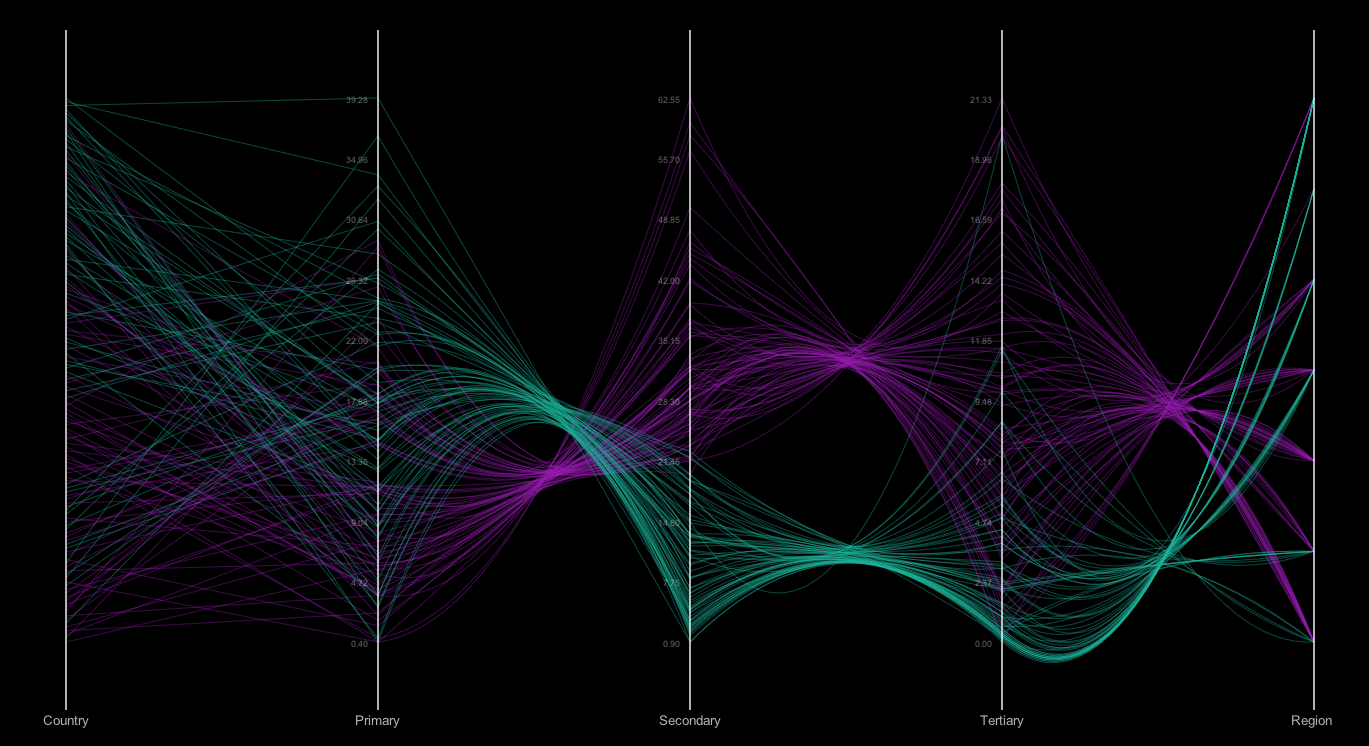 39.28 62.55 21.33
34.96 55.70 18.96
30.64 48.85 16.59
26.32 42.00 14.22
22.00 35.15 11.85
17.68 28.30 9.48
13.36 21.45 7.11
9.04 14.60 4.74
4.72 7.75 2.37
0.40 0.90 0.00
Country Primary Secondary Tertiary Region